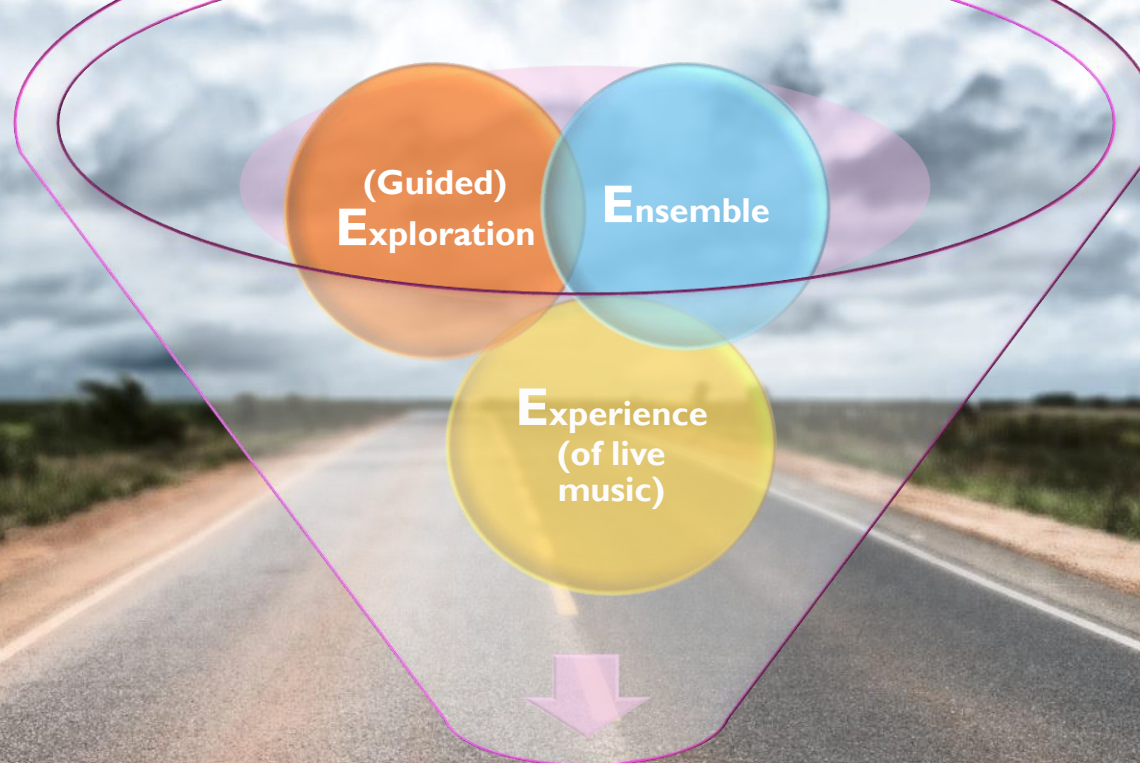 (Guided)
Exploration
Ensemble
Experience
(of live
music)